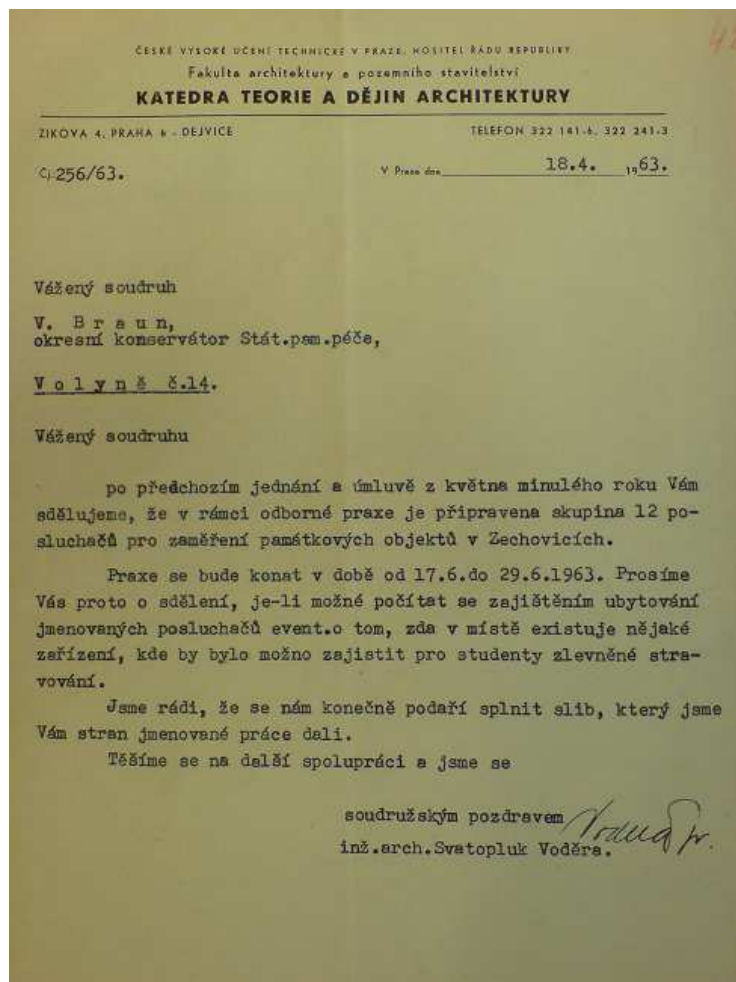 ČESKÉ VYSOKÉ UČENÍ TECHNICKÉ V PRAZE, NOSITEL ŘÁDU REPUBLIKY
Fakulta architektury a pozemního stavitelství
KATEDRA TEORIE A DĚJIN ARCHITEKTURY
ZIKOVA 4, PRAHA 6 - DEJVICE
TELEFON 322 141-6, 322 241-3
Čj. 256/63.
V Praze dne 18.4. 1963.
Vážený soudruh
V. Braun,
okresní konservátor Stát.pam.péče,
Volyně č.14.
Vážený soudruhu
po předchozím jednání a úmluvě z května minulého roku Vám
sdělujeme, že v rámci odborné praxe je připravena skupina 12 po-
sluchačů pro zaměření památkových objektů v Zechovicích.
Praxe se bude konat v době od 17.6.do 29.6.1963. Prosíme
Vás proto o sdělení, je-li možné počítat se zajištěním ubytování
jmenovaných posluchačů event.o tom, zda v místě existuje nějaké
zařízení, kde by bylo možno zajistit pro studenty zlevněné stra-
vování.
Jsme rádi, že se nám konečně podaří splnit slib, který jsme
Vám stran jmenované práce dali.
Těšíme se na další spolupráci a jsme se
soudružským pozdravem
inž.arch.Svatopluk Voděra.